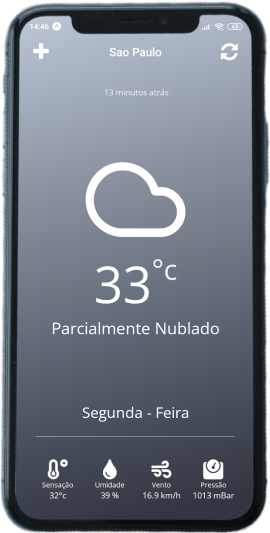 14:46
Sao Paulo
13 minutos atrás
33°c
Parcialmente Nublado
Segunda - Feira
Sensação Umidade Vento Pressão
32°c 39 % 16.9 km/h 1013 mBar